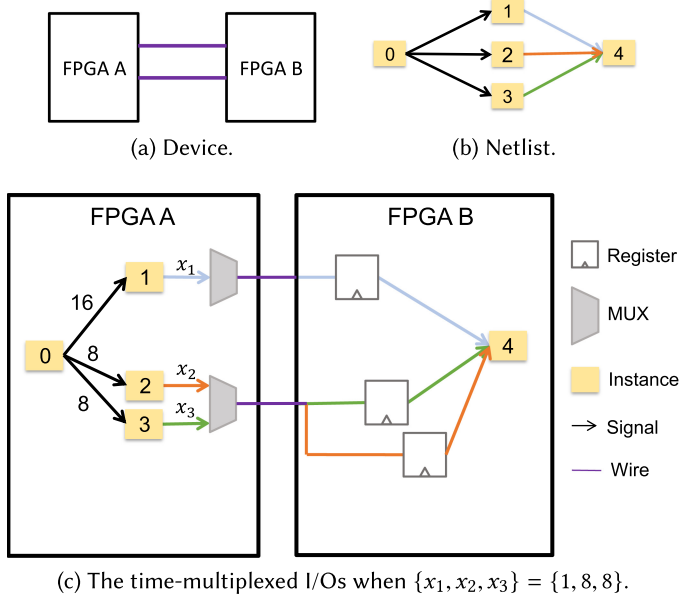 FPGA A
FPGA B
(a) Device.
0
1
2
3
4
(b) Netlist.
FPGA A
FPGA B
0
16
8
8
1
2
3
x₁
x₂
x₃
4
Register
MUX
Instance
Signal
Wire
(c) The time-multiplexed I/Os when {x₁, x₂, x₃} = {1, 8, 8}.